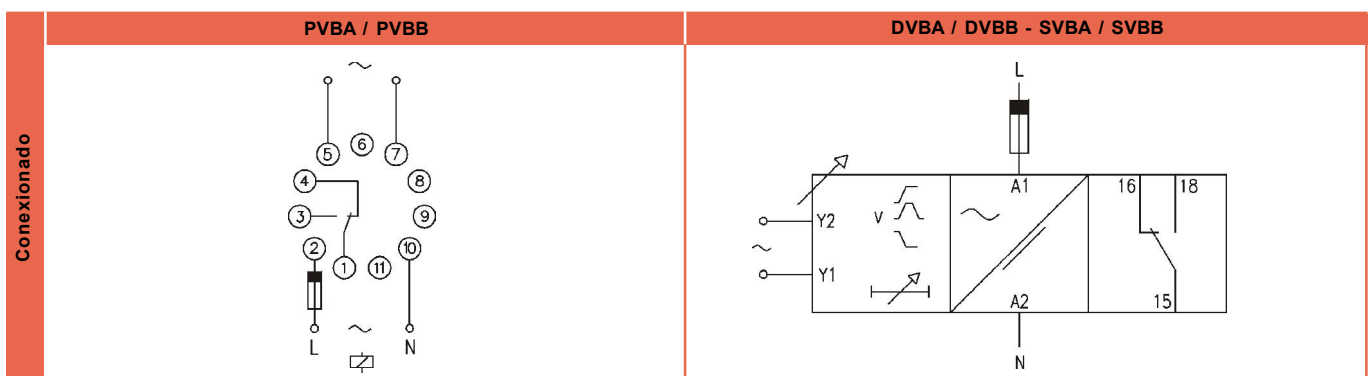 Conexionado
PVBA / PVBB
~
5 6 7
4 8
3 9
2 10
1 11
L ~ N
DVBA / DVBB - SVBA / SVBB
L
A1 16 18
Y2 V ~
~
Y1
A2 15
N